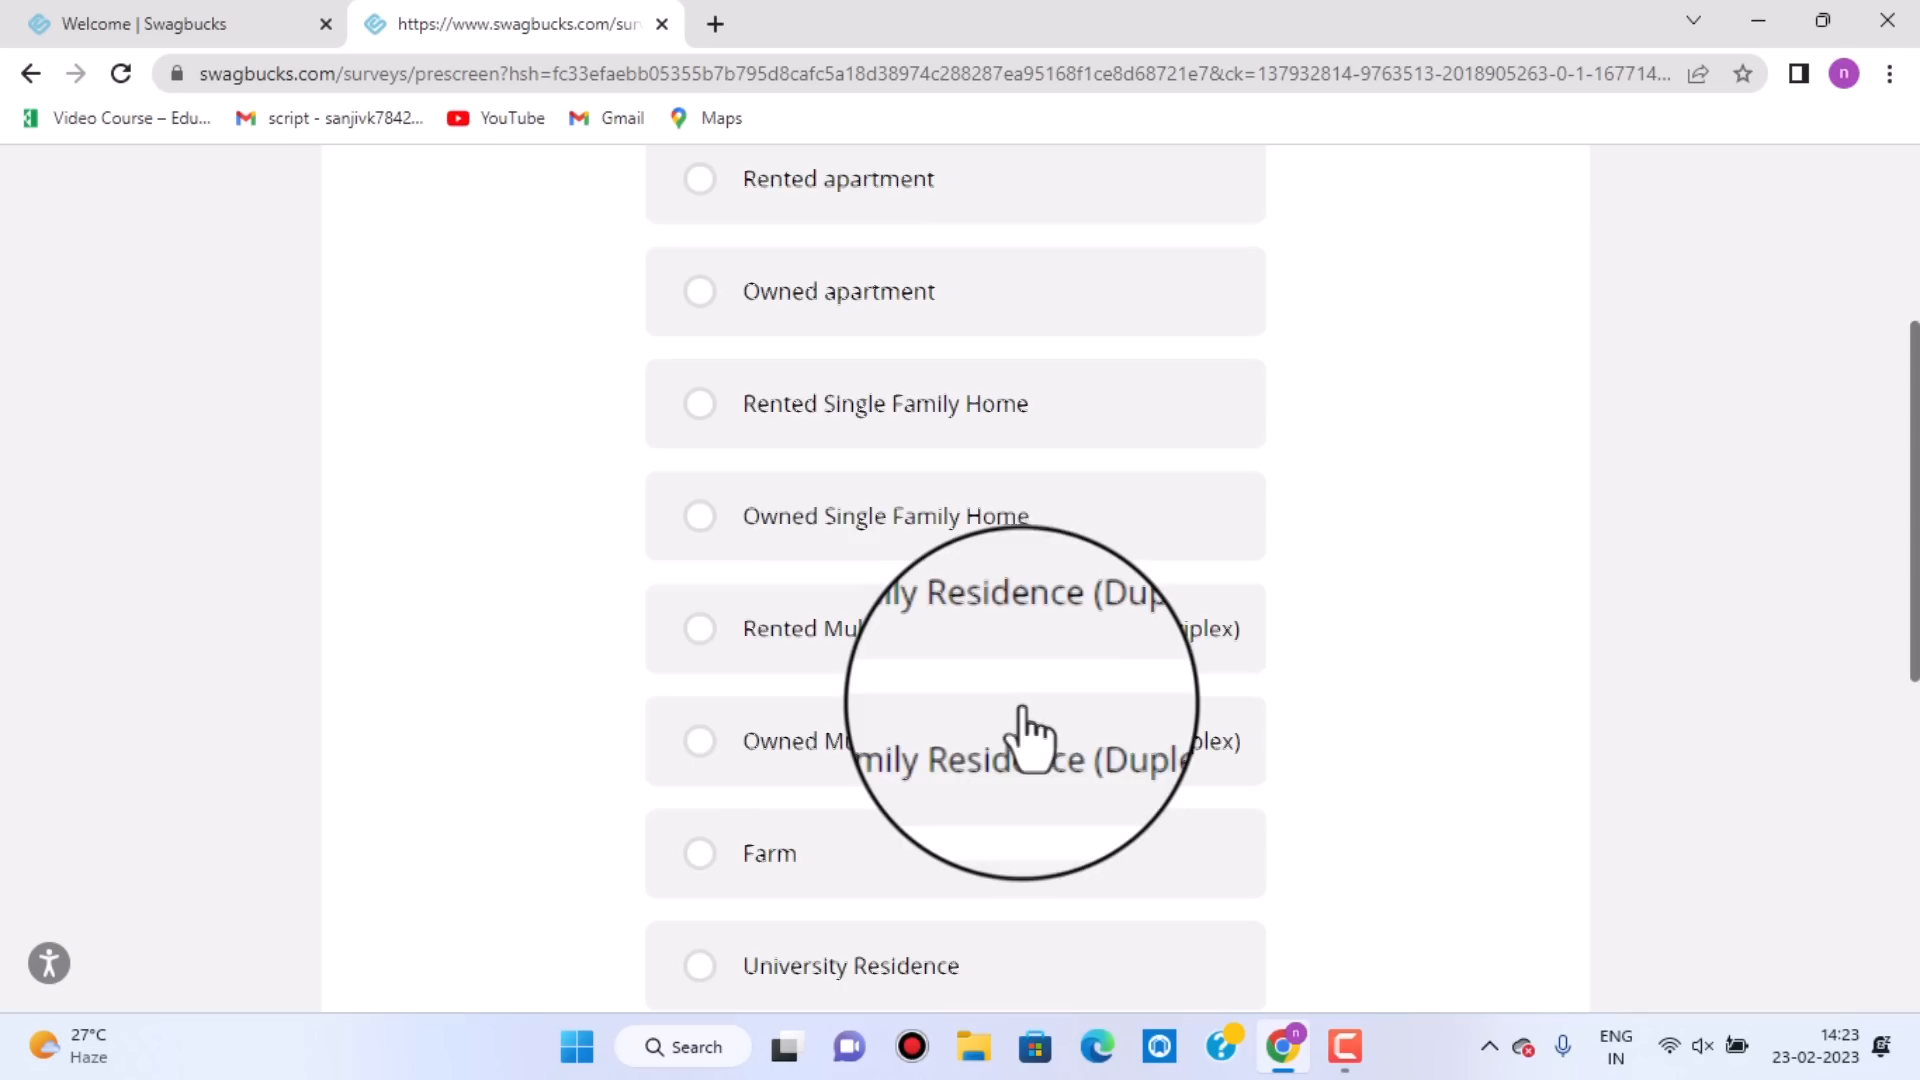 Welcome | Swagbucks
https://www.swagbucks.com/sur
swagbucks.com/surveys/prescreen?hsh=fc33efaebb05355b7b795d8cafc5a18d38974c288287ea95168f1ce8d68721e7&ck=137932814-9763513-2018905263-0-1-167714...
n
Video Course – Edu...
script - sanjivk7842...
YouTube
Gmail
Maps
Rented apartment
Owned apartment
Rented Single Family Home
Owned Single Family Home
ily Residence (Dup
Rented Mul
iplex)
Owned M
mily Resid ce (Duple
plex)
Farm
University Residence
27°C
Haze
Search
n
ENG
IN
14:23
23-02-2023